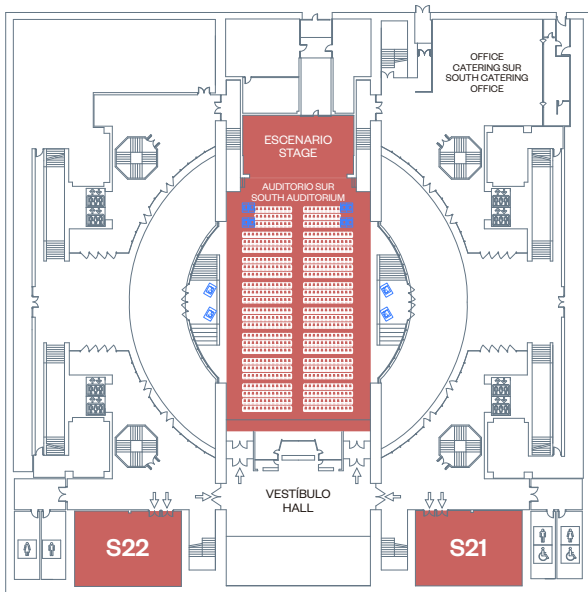 OFFICE
CATERING SUR
SOUTH CATERING
OFFICE
ESCENARIO
STAGE
AUDITORIO SUR
SOUTH AUDITORIUM
VESTÍBULO
HALL
S22
S21